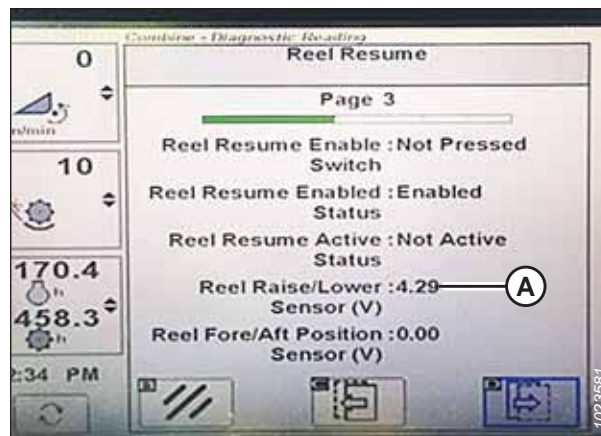 Combine - Diagnostic Reading
Reel Resume
Page 3
Reel Resume Enable : Not Pressed
Switch
Reel Resume Enabled : Enabled
Status
Reel Resume Active : Not Active
Status
Reel Raise/Lower : 4.29
Sensor (V)
Reel Fore/Aft Position : 0.00
Sensor (V)
A
0
10
170.4
h
458.3
h
2:34 PM
1023581